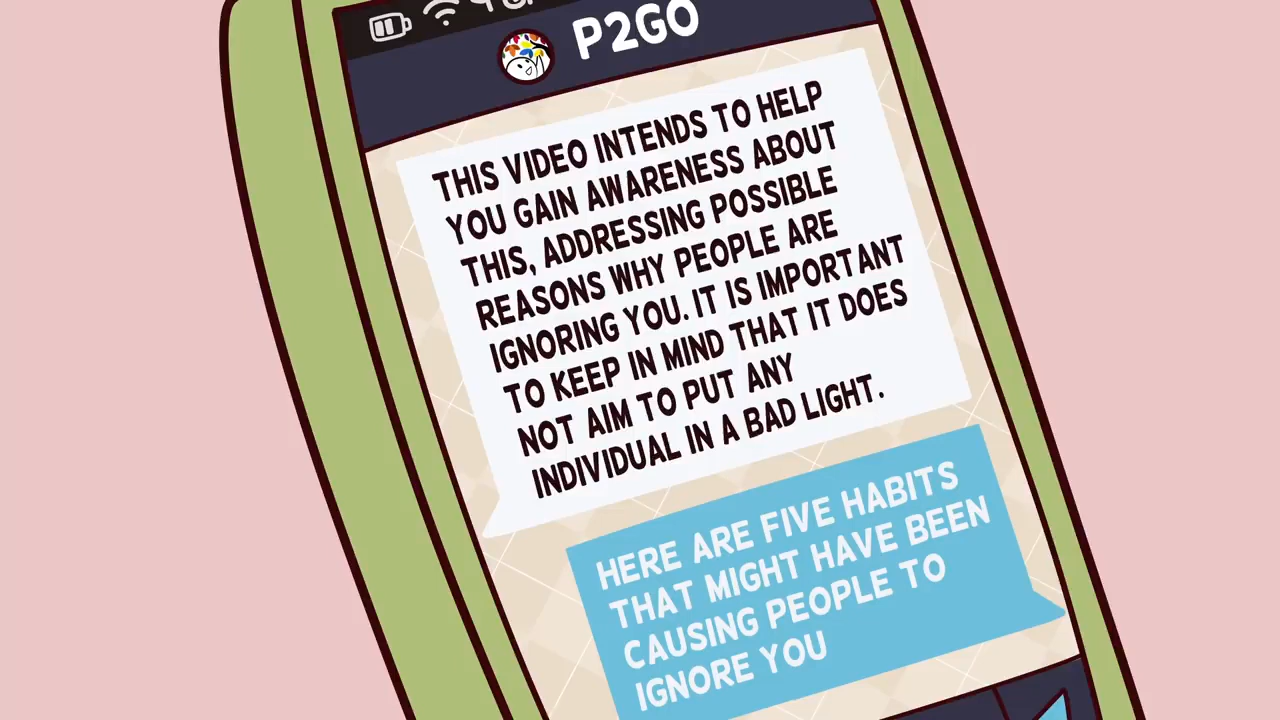 P2GO
THIS VIDEO INTENDS TO HELP
YOU GAIN AWARENESS ABOUT
THIS, ADDRESSING POSSIBLE
REASONS WHY PEOPLE ARE
IGNORING YOU. IT IS IMPORTANT
TO KEEP IN MIND THAT IT DOES
NOT AIM TO PUT ANY
INDIVIDUAL IN A BAD LIGHT.
HERE ARE FIVE HABITS
THAT MIGHT HAVE BEEN
CAUSING PEOPLE TO
IGNORE YOU